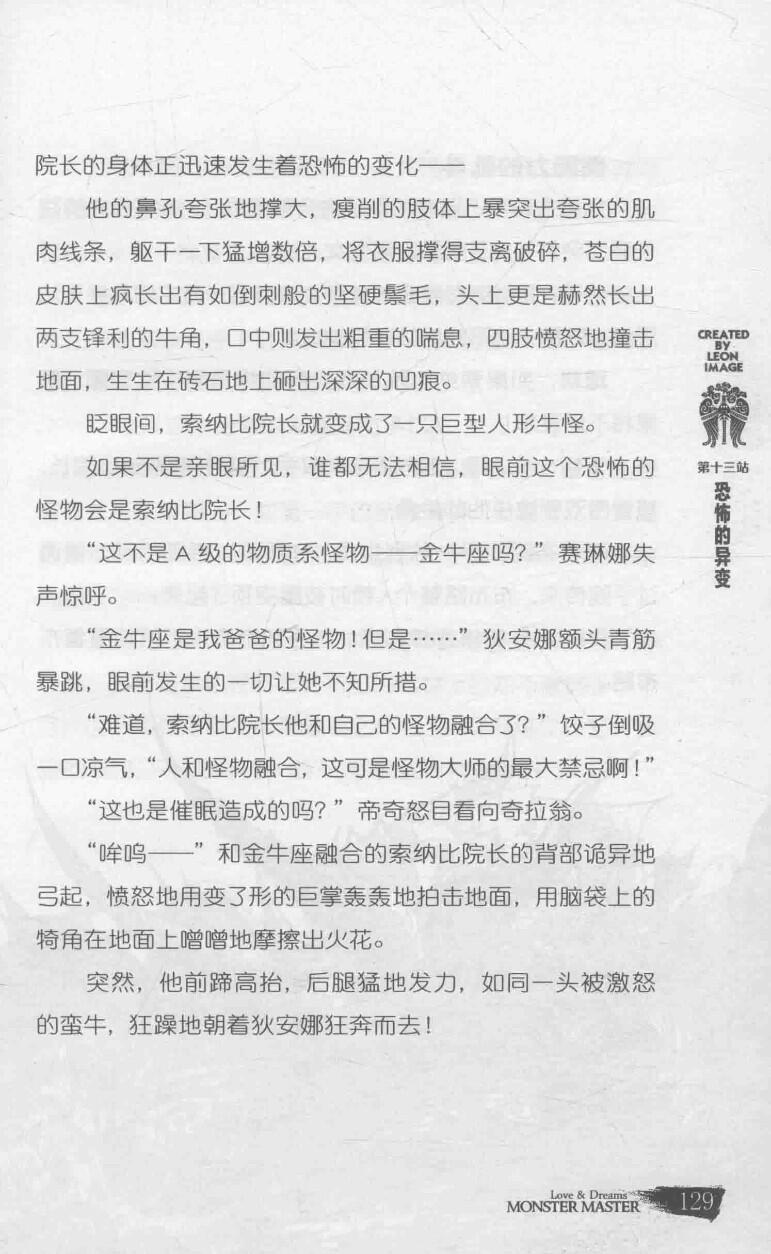 院长的身体正迅速发生着恐怖的变化——
他的鼻孔夸张地撑大，瘦削的肢体上暴突出夸张的肌
肉线条，躯干一下猛增数倍，将衣服撑得支离破碎，苍白的
皮肤上疯长出有如倒刺般的坚硬鬃毛，头上更是赫然长出
两支锋利的牛角，口中则发出粗重的喘息，四肢愤怒地撞击
地面，生生在砖石地上砸出深深的凹痕。
眨眼间，索纳比院长就变成了一只巨型人形牛怪。
如果不是亲眼所见，谁都无法相信，眼前这个恐怖的
怪物会是索纳比院长！
“这不是A级的物质系怪物——金牛座吗？”赛琳娜失
声惊呼。
“金牛座是我爸爸的怪物！但是……”狄安娜额头青筋
暴跳，眼前发生的一切让她不知所措。
“难道，索纳比院长他和自己的怪物融合了？”饺子倒吸
一口凉气，“人和怪物融合，这可是怪物大师的最大禁忌啊！”
“这也是催眠造成的吗？”帝奇怒目看向奇拉翁。
“哞呜——”和金牛座融合的索纳比院长的背部诡异地
弓起，愤怒地用变了形的巨掌轰轰地拍击地面，用脑袋上的
犄角在地面上噌噌地摩擦出火花。
突然，他前蹄高抬，后腿猛地发力，如同一头被激怒
的蛮牛，狂躁地朝着狄安娜狂奔而去！
CREATED
BY
LEON
IMAGE
第十三站
恐怖的异变
Love & Dreams
MONSTER MASTER
129